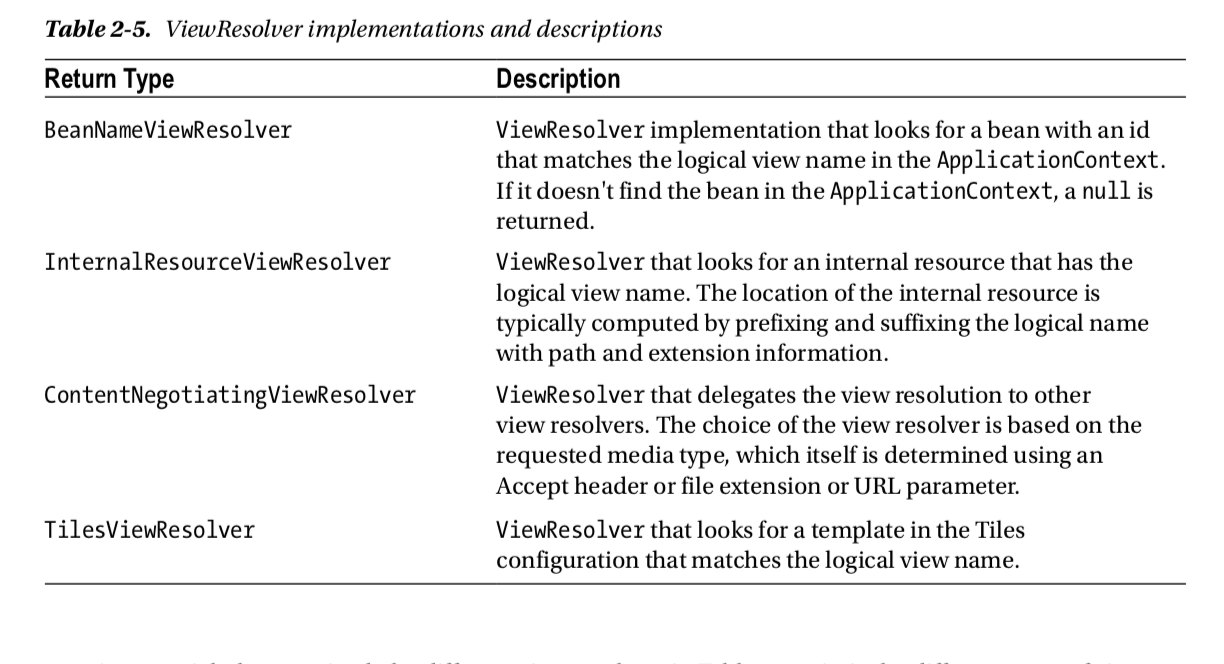 Table 2-5. ViewResolver implementations and descriptions
Return Type Description
BeanNameViewResolver ViewResolver implementation that looks for a bean with an id
that matches the logical view name in the ApplicationContext.
If it doesn't find the bean in the ApplicationContext, a null is
returned.
InternalResourceViewResolver ViewResolver that looks for an internal resource that has the
logical view name. The location of the internal resource is
typically computed by prefixing and suffixing the logical name
with path and extension information.
ContentNegotiatingViewResolver ViewResolver that delegates the view resolution to other
view resolvers. The choice of the view resolver is based on the
requested media type, which itself is determined using an
Accept header or file extension or URL parameter.
TilesViewResolver ViewResolver that looks for a template in the Tiles
configuration that matches the logical view name.